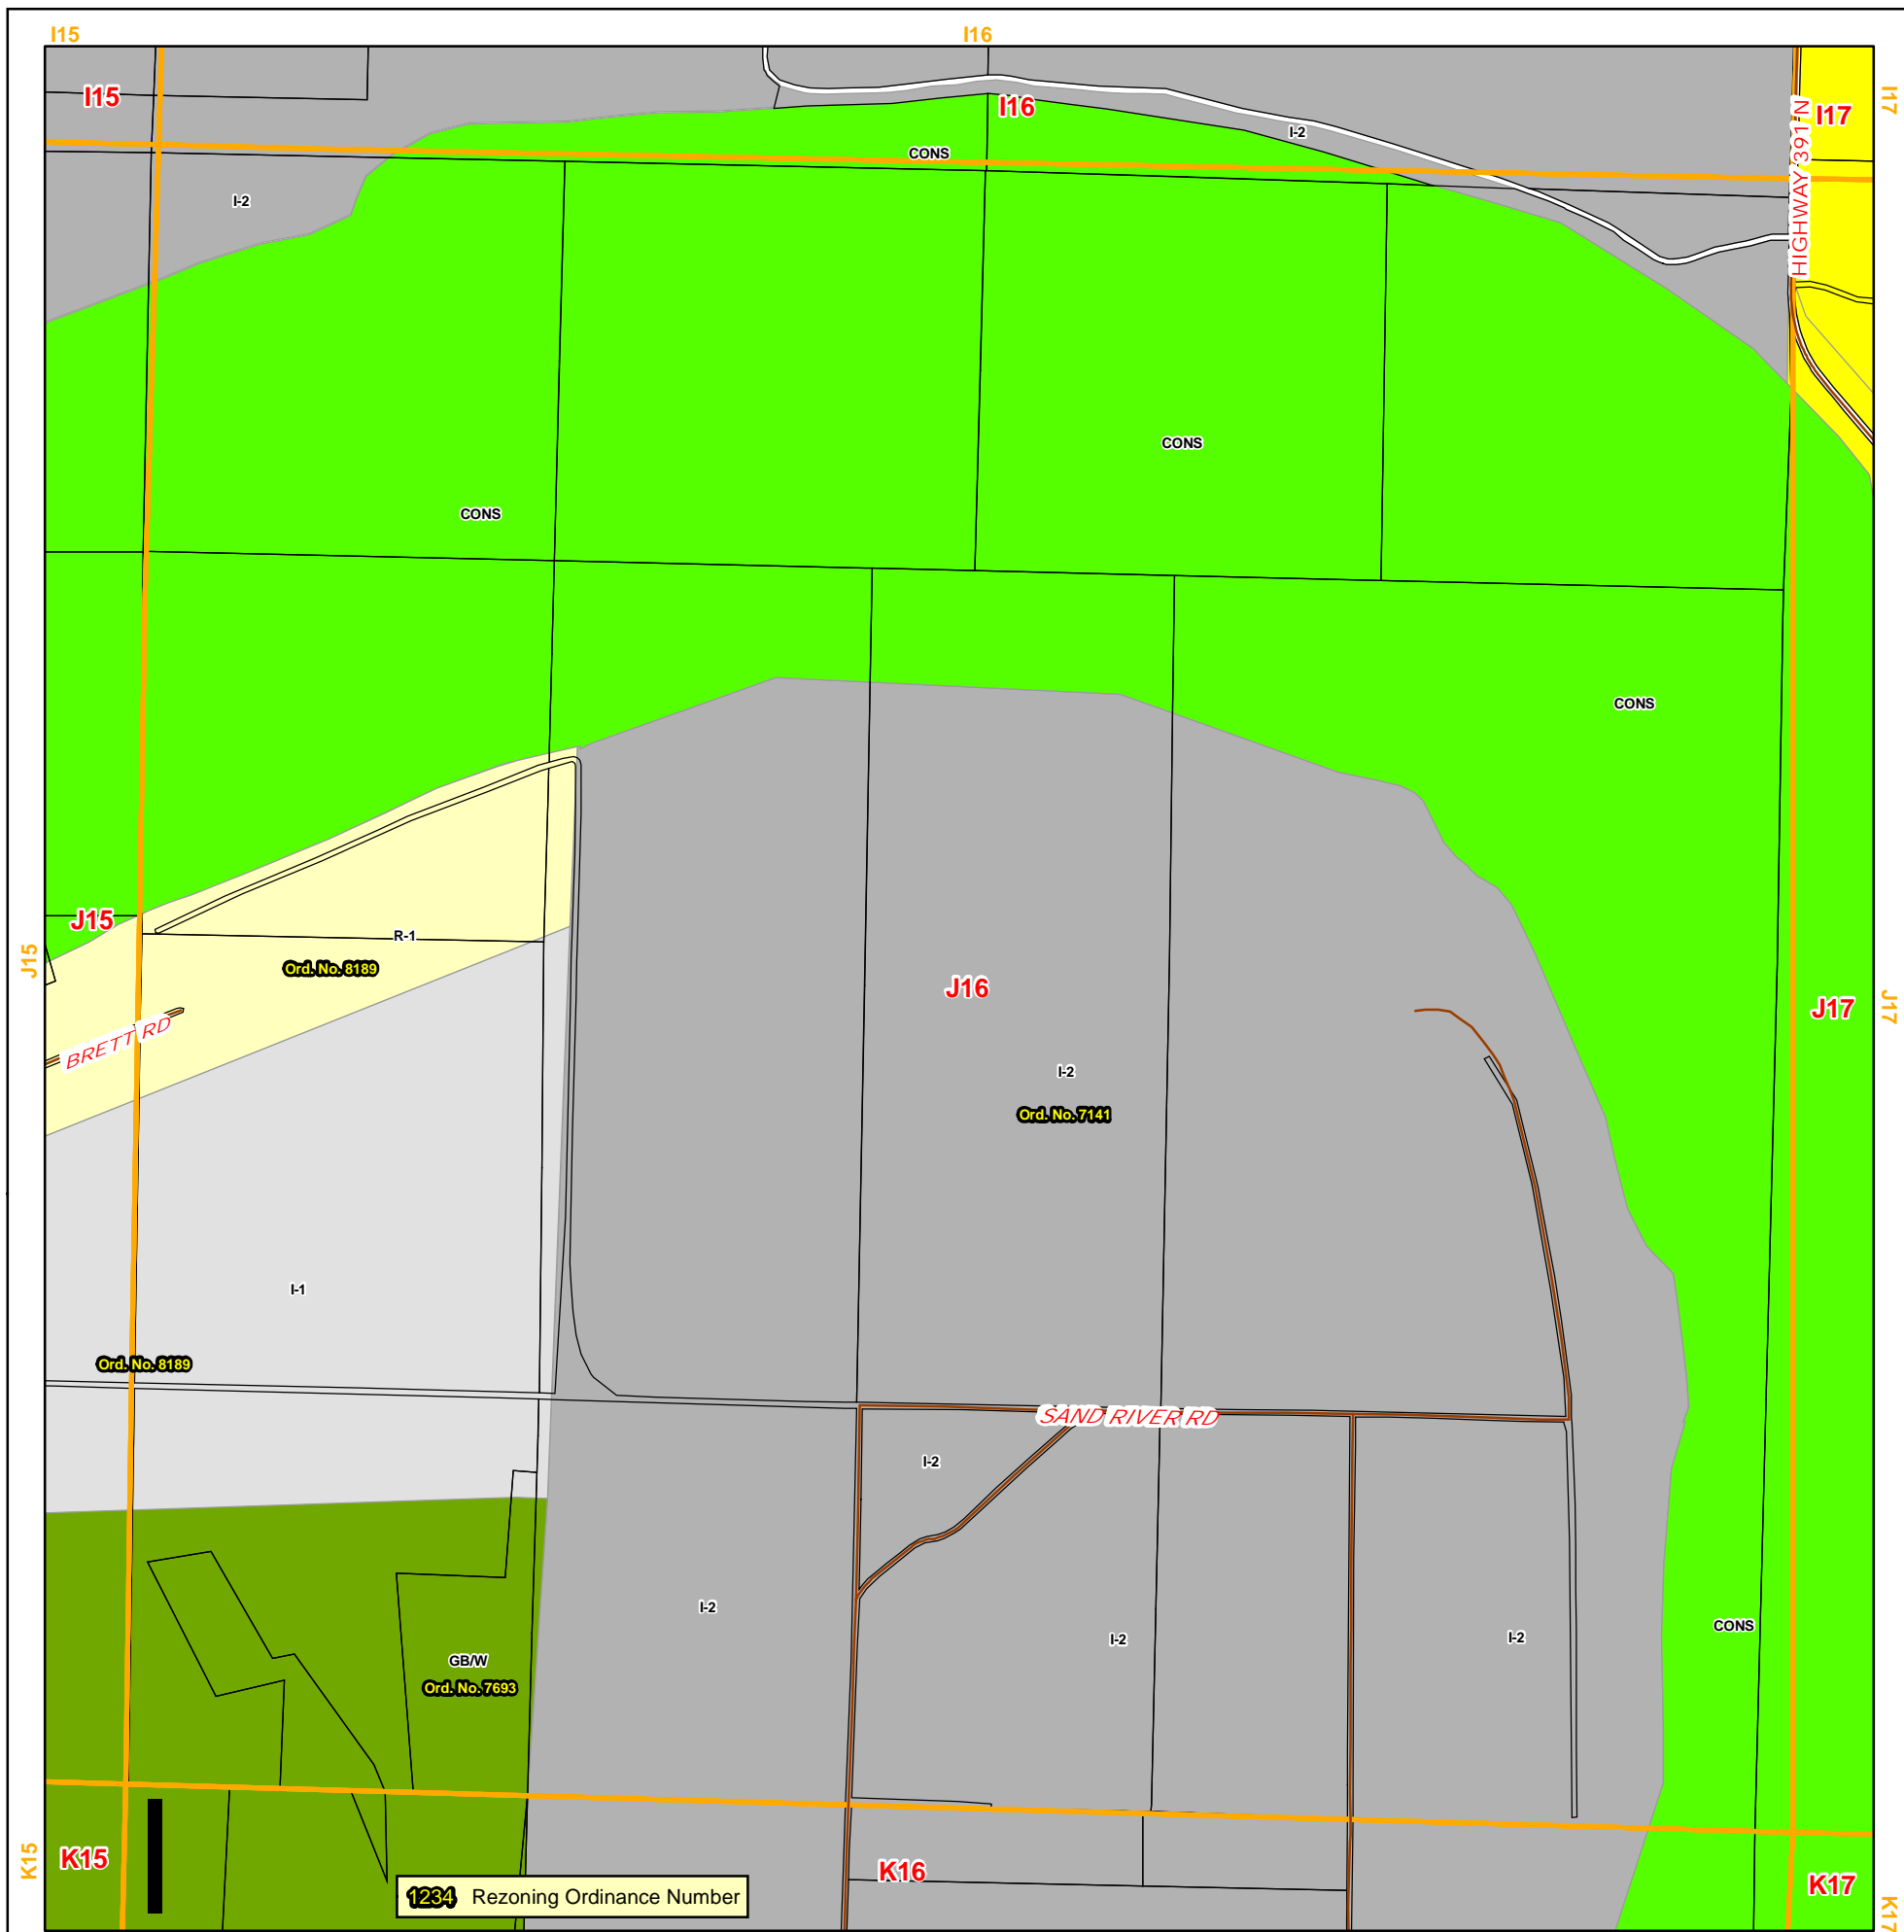 I15
I16
I15
I16
I17
I17
HIGHWAY 391 N
I-2
CONS
I-2
CONS
CONS
CONS
J15
R-1
J15
Ord. No. 8189
J16
J17
J17
BRETT RD
I-2
Ord. No. 7141
I-1
Ord. No. 8189
SAND RIVER RD
I-2
I-2
I-2
I-2
CONS
GB/W
Ord. No. 7693
K15
K15
K16
K17
K17
1234 Rezoning Ordinance Number